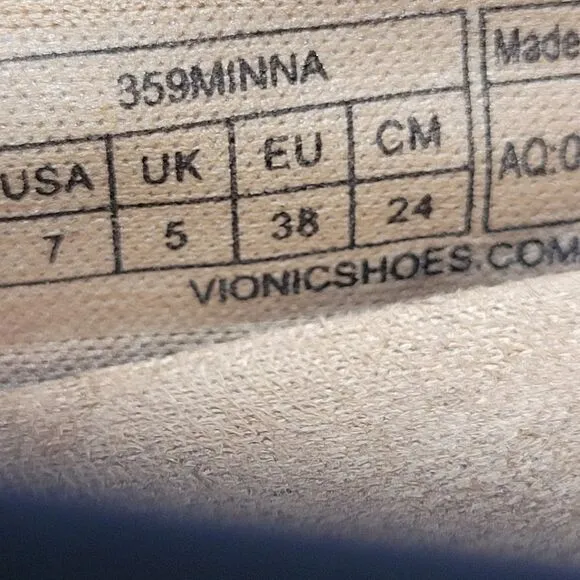 359MINNA
Made
USA UK EU CM
7 5 38 24
AQ:0
VIONICSHOES.COM